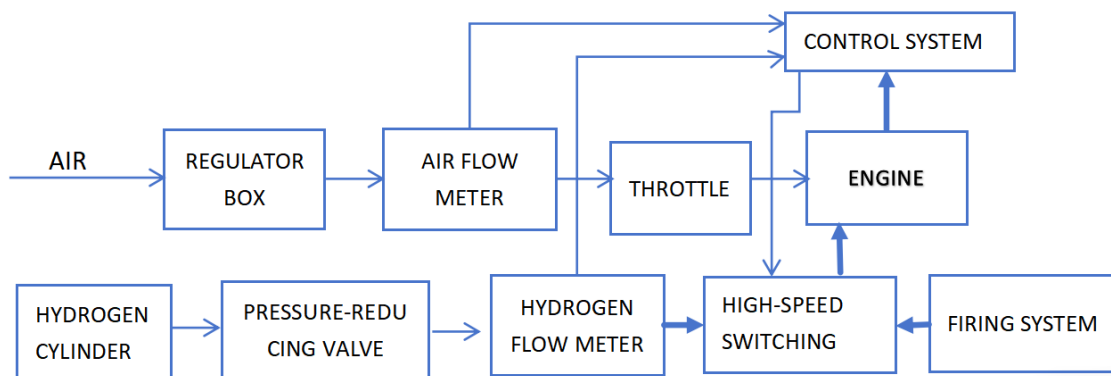 CONTROL SYSTEM
AIR
REGULATOR
BOX
AIR FLOW
METER
THROTTLE
ENGINE
HYDROGEN
CYLINDER
PRESSURE-REDU
CING VALVE
HYDROGEN
FLOW METER
HIGH-SPEED
SWITCHING
FIRING SYSTEM